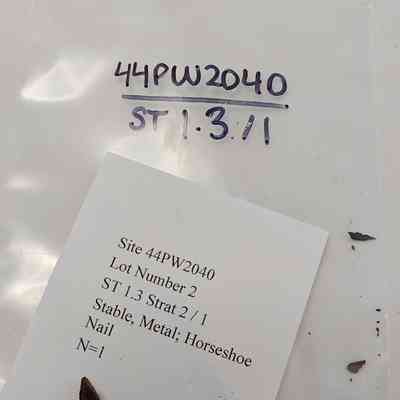 44PW2040
ST 1.3./1
Site 44PW2040
Lot Number 2
ST 1.3 Strat 2 / 1
Stable, Metal; Horseshoe
Nail
N=1